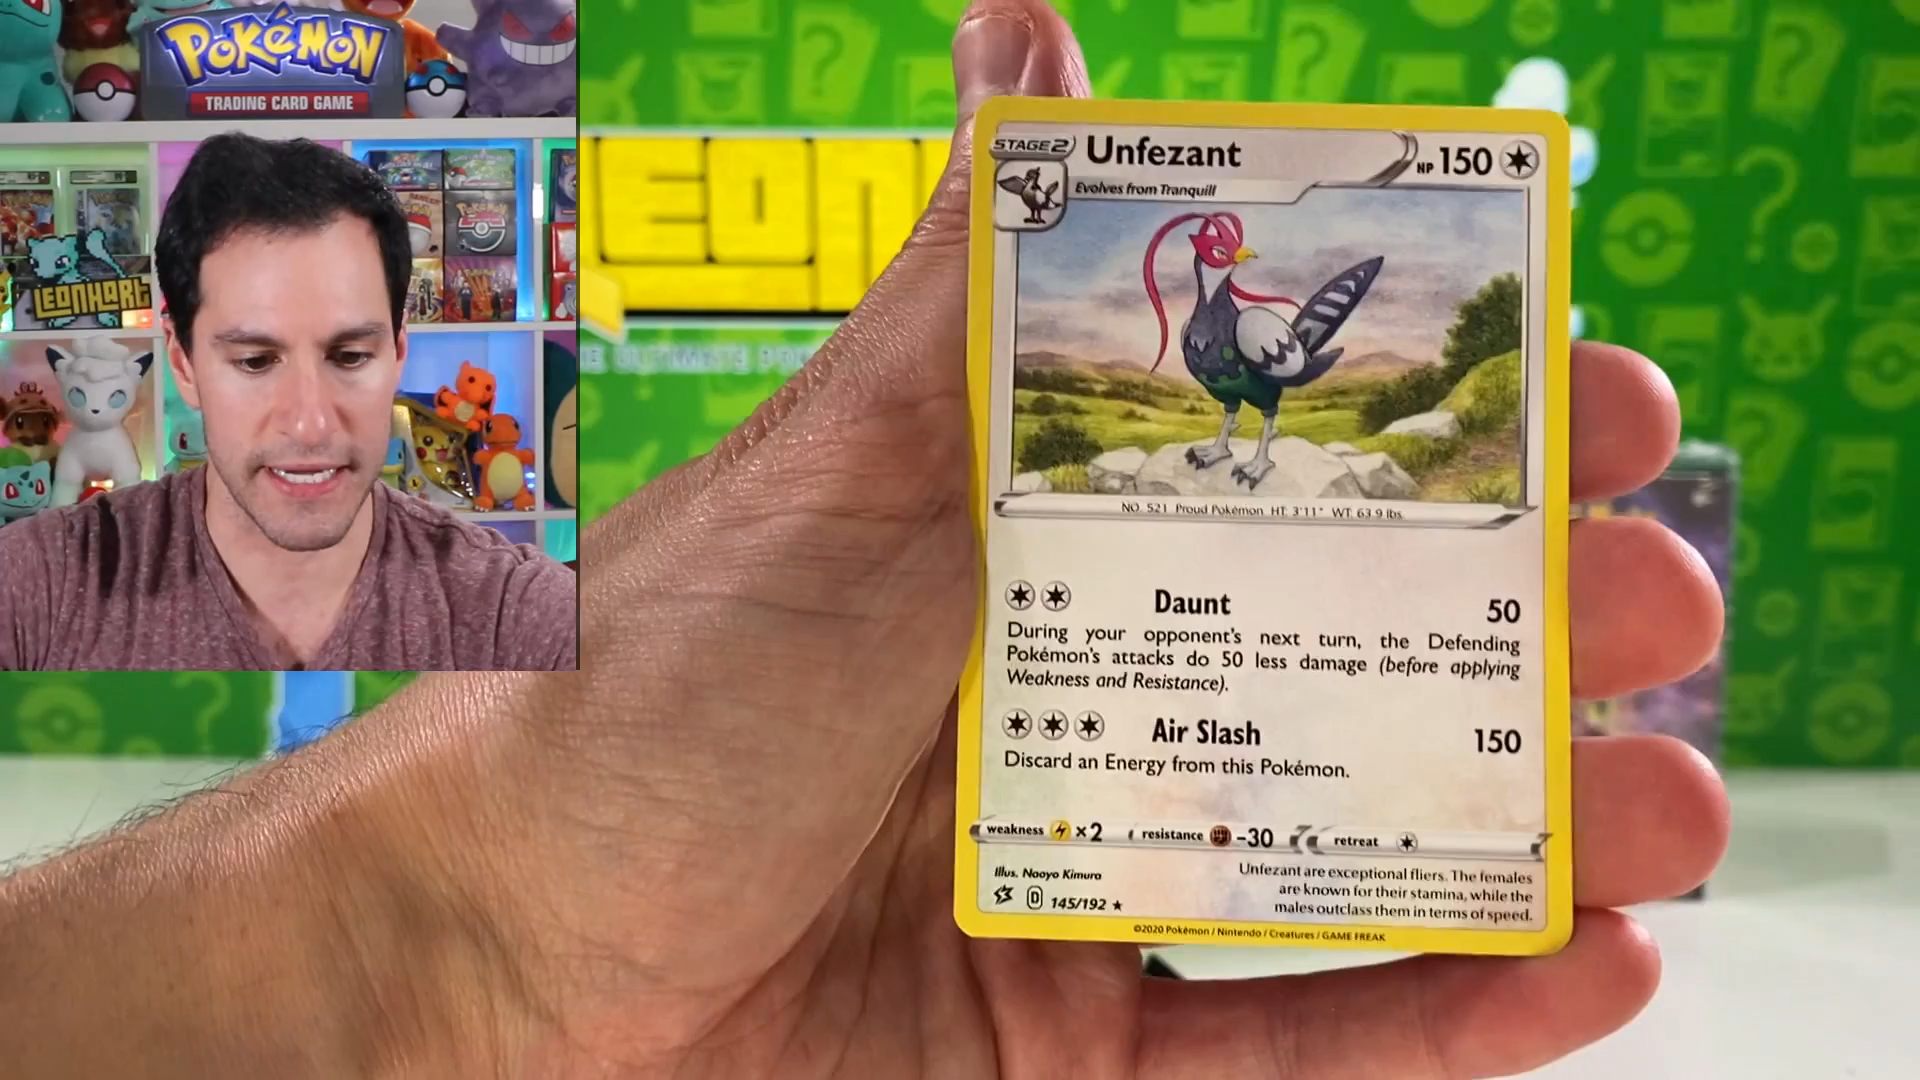 POKéMON
TRADING CARD GAME
LEONHART
EON
STAGE 2
Unfezant
HP 150
Evolves from Tranquill
NO. 521 Proud Pokémon HT: 3'11" WT: 63.9 lbs.
Daunt 50
During your opponent's next turn, the Defending
Pokémon's attacks do 50 less damage (before applying
Weakness and Resistance).
Air Slash 150
Discard an Energy from this Pokémon.
weakness ×2 resistance -30 retreat
Illus. Naoyo Kimura
D 145/192
Unfezant are exceptional fliers. The females
are known for their stamina, while the
males outclass them in terms of speed.
©2020 Pokémon / Nintendo / Creatures / GAME FREAK